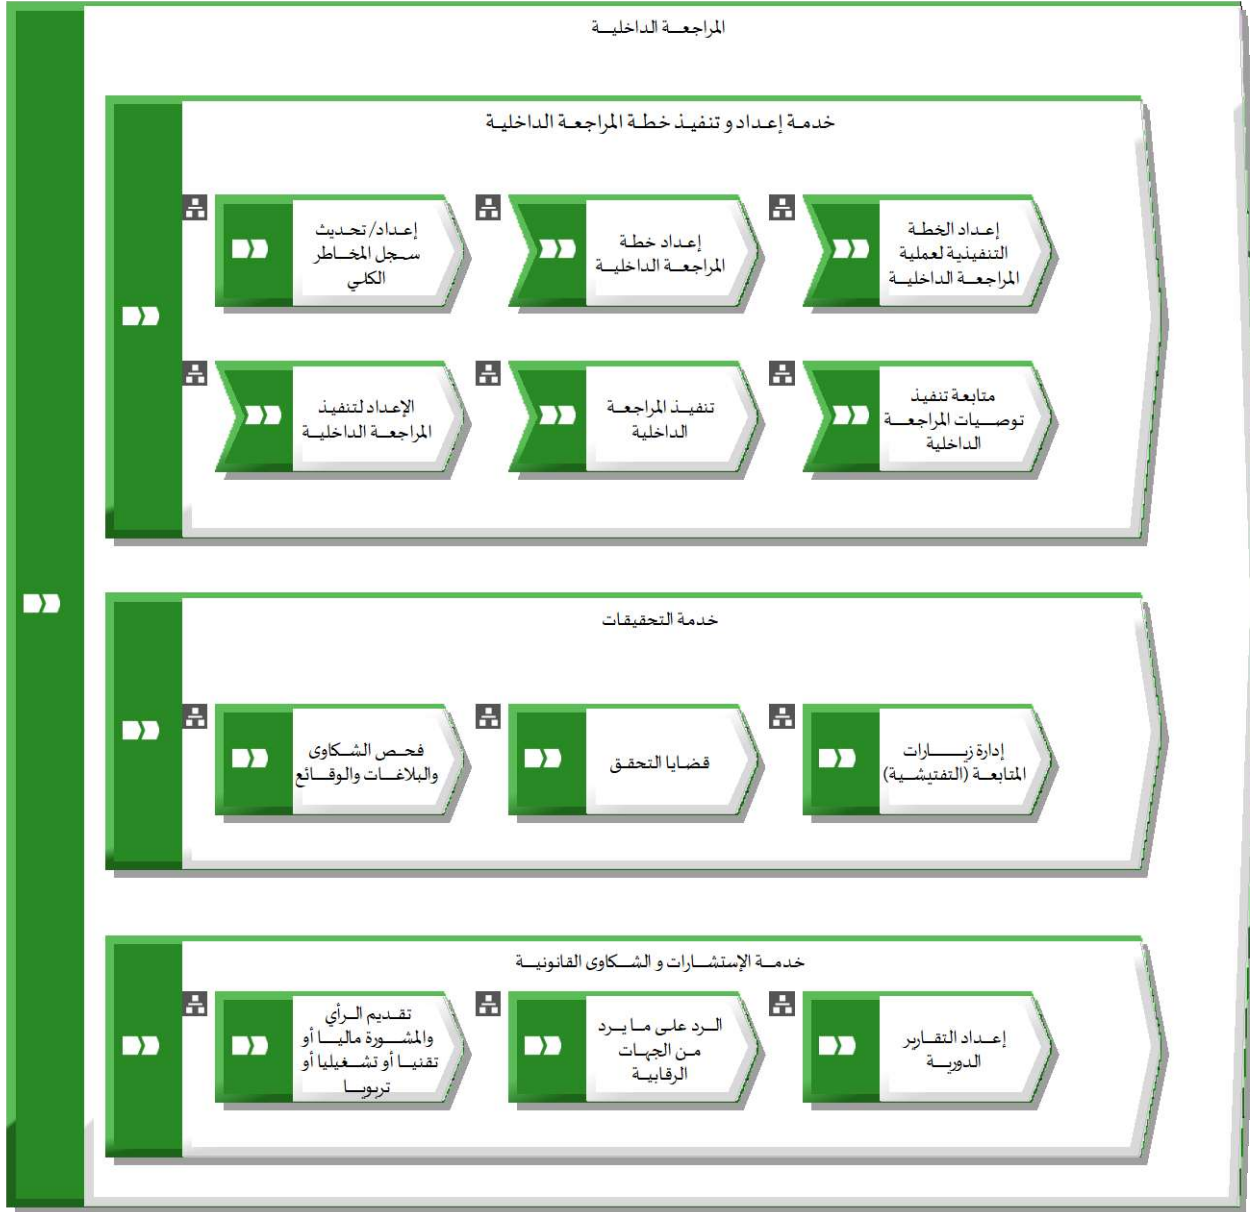 المراجعة الداخلية
خدمة إعداد و تنفيذ خطة المراجعة الداخلية
إعداد/ تحديث
سجل المخاطر
الكلي
إعداد خطة
المراجعة الداخلية
إعداد الخطة
التنفيذية لعملية
المراجعة الداخلية
الإعداد لتنفيذ
المراجعة الداخلية
تنفيذ المراجعة
الداخلية
متابعة تنفيذ
توصيات المراجعة
الداخلية
خدمة التحقيقات
فحص الشكاوى
والبلاغات والوقائع
قضايا التحقق
إدارة زيارات
المتابعة (التفتيشية)
خدمة الإستشارات و الشكاوى القانونية
تقديم الرأي
والمشورة ماليا أو
تقنيا أو تشغيليا أو
تربويا
الرد على ما يرد
من الجهات
الرقابية
إعداد التقارير
الدورية